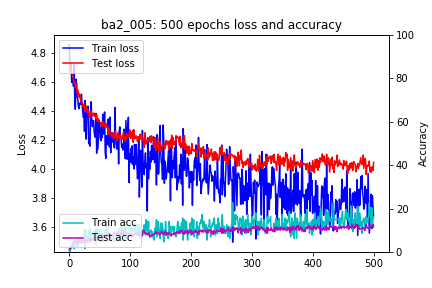 ba2_005: 500 epochs loss and accuracy
Train loss
Test loss
Train acc
Test acc
Loss
4.8
4.6
4.4
4.2
4.0
3.8
3.6
Accuracy
100
80
60
40
20
0
0
100
200
300
400
500